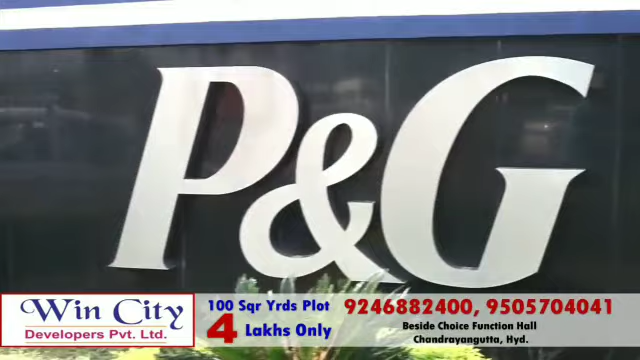 P&G
Win City
Developers Pvt. Ltd.
100 Sqr Yrds Plot
4 Lakhs Only
9246882400, 9505704041
Beside Choice Function Hall
Chandrayangutta, Hyd.